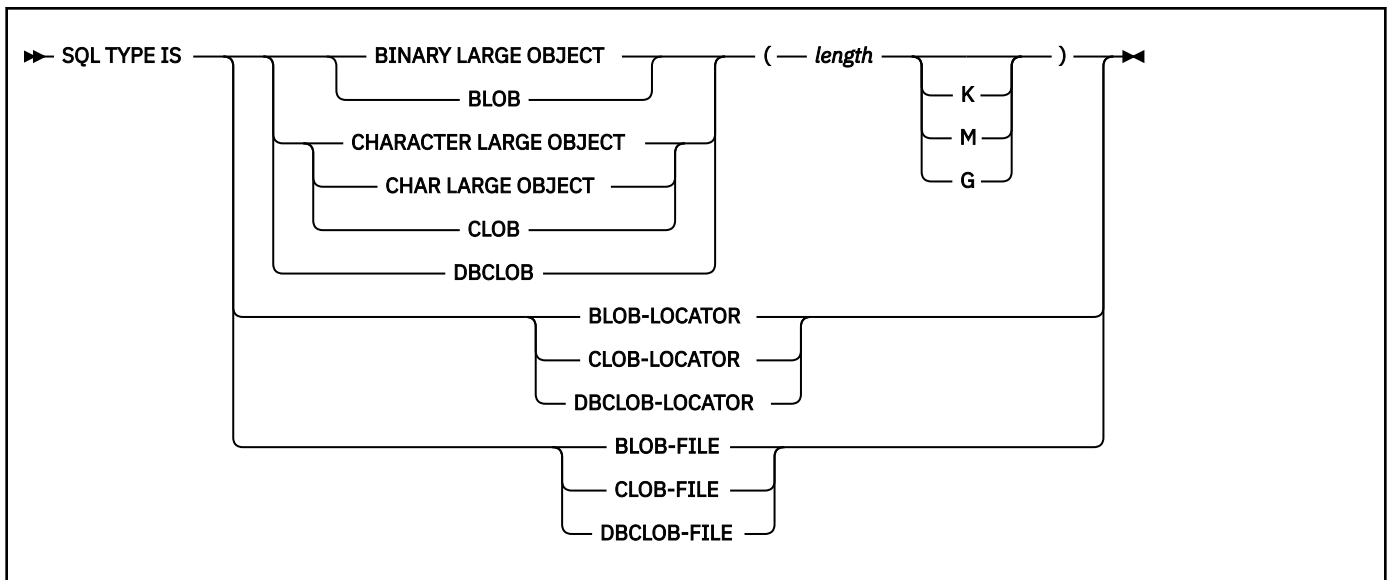 SQL TYPE IS BINARY LARGE OBJECT ( length )
BLOB K
CHARACTER LARGE OBJECT M
CHAR LARGE OBJECT G
CLOB
DBCLOB
BLOB-LOCATOR
CLOB-LOCATOR
DBCLOB-LOCATOR
BLOB-FILE
CLOB-FILE
DBCLOB-FILE